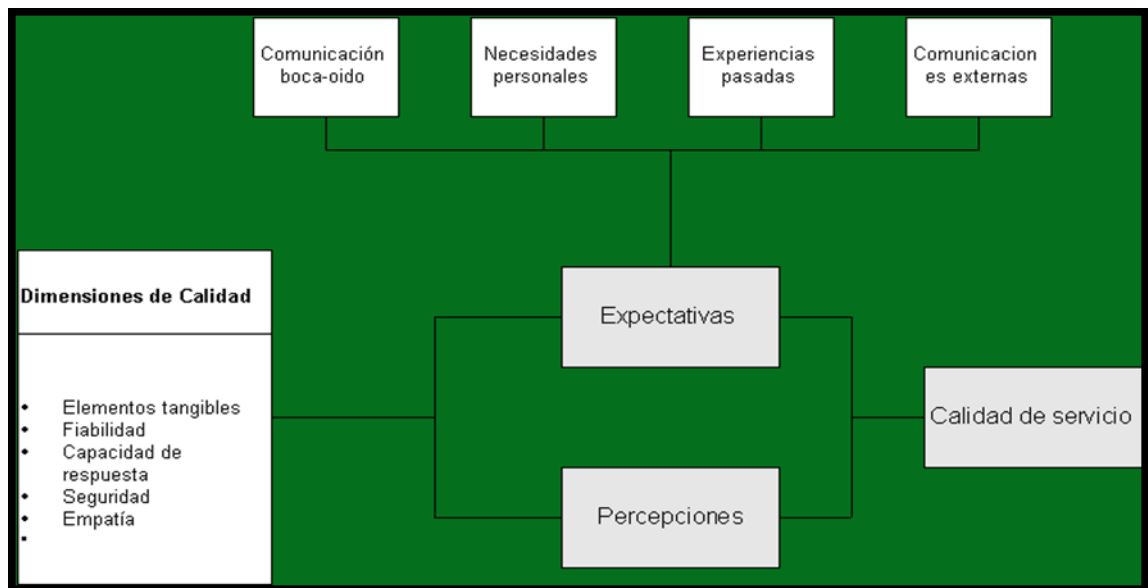 Comunicación
boca-oido
Necesidades
personales
Experiencias
pasadas
Comunicacion
es externas
Dimensiones de Calidad
• Elementos tangibles
• Fiabilidad
• Capacidad de
respuesta
• Seguridad
• Empatía
•
Expectativas
Percepciones
Calidad de servicio